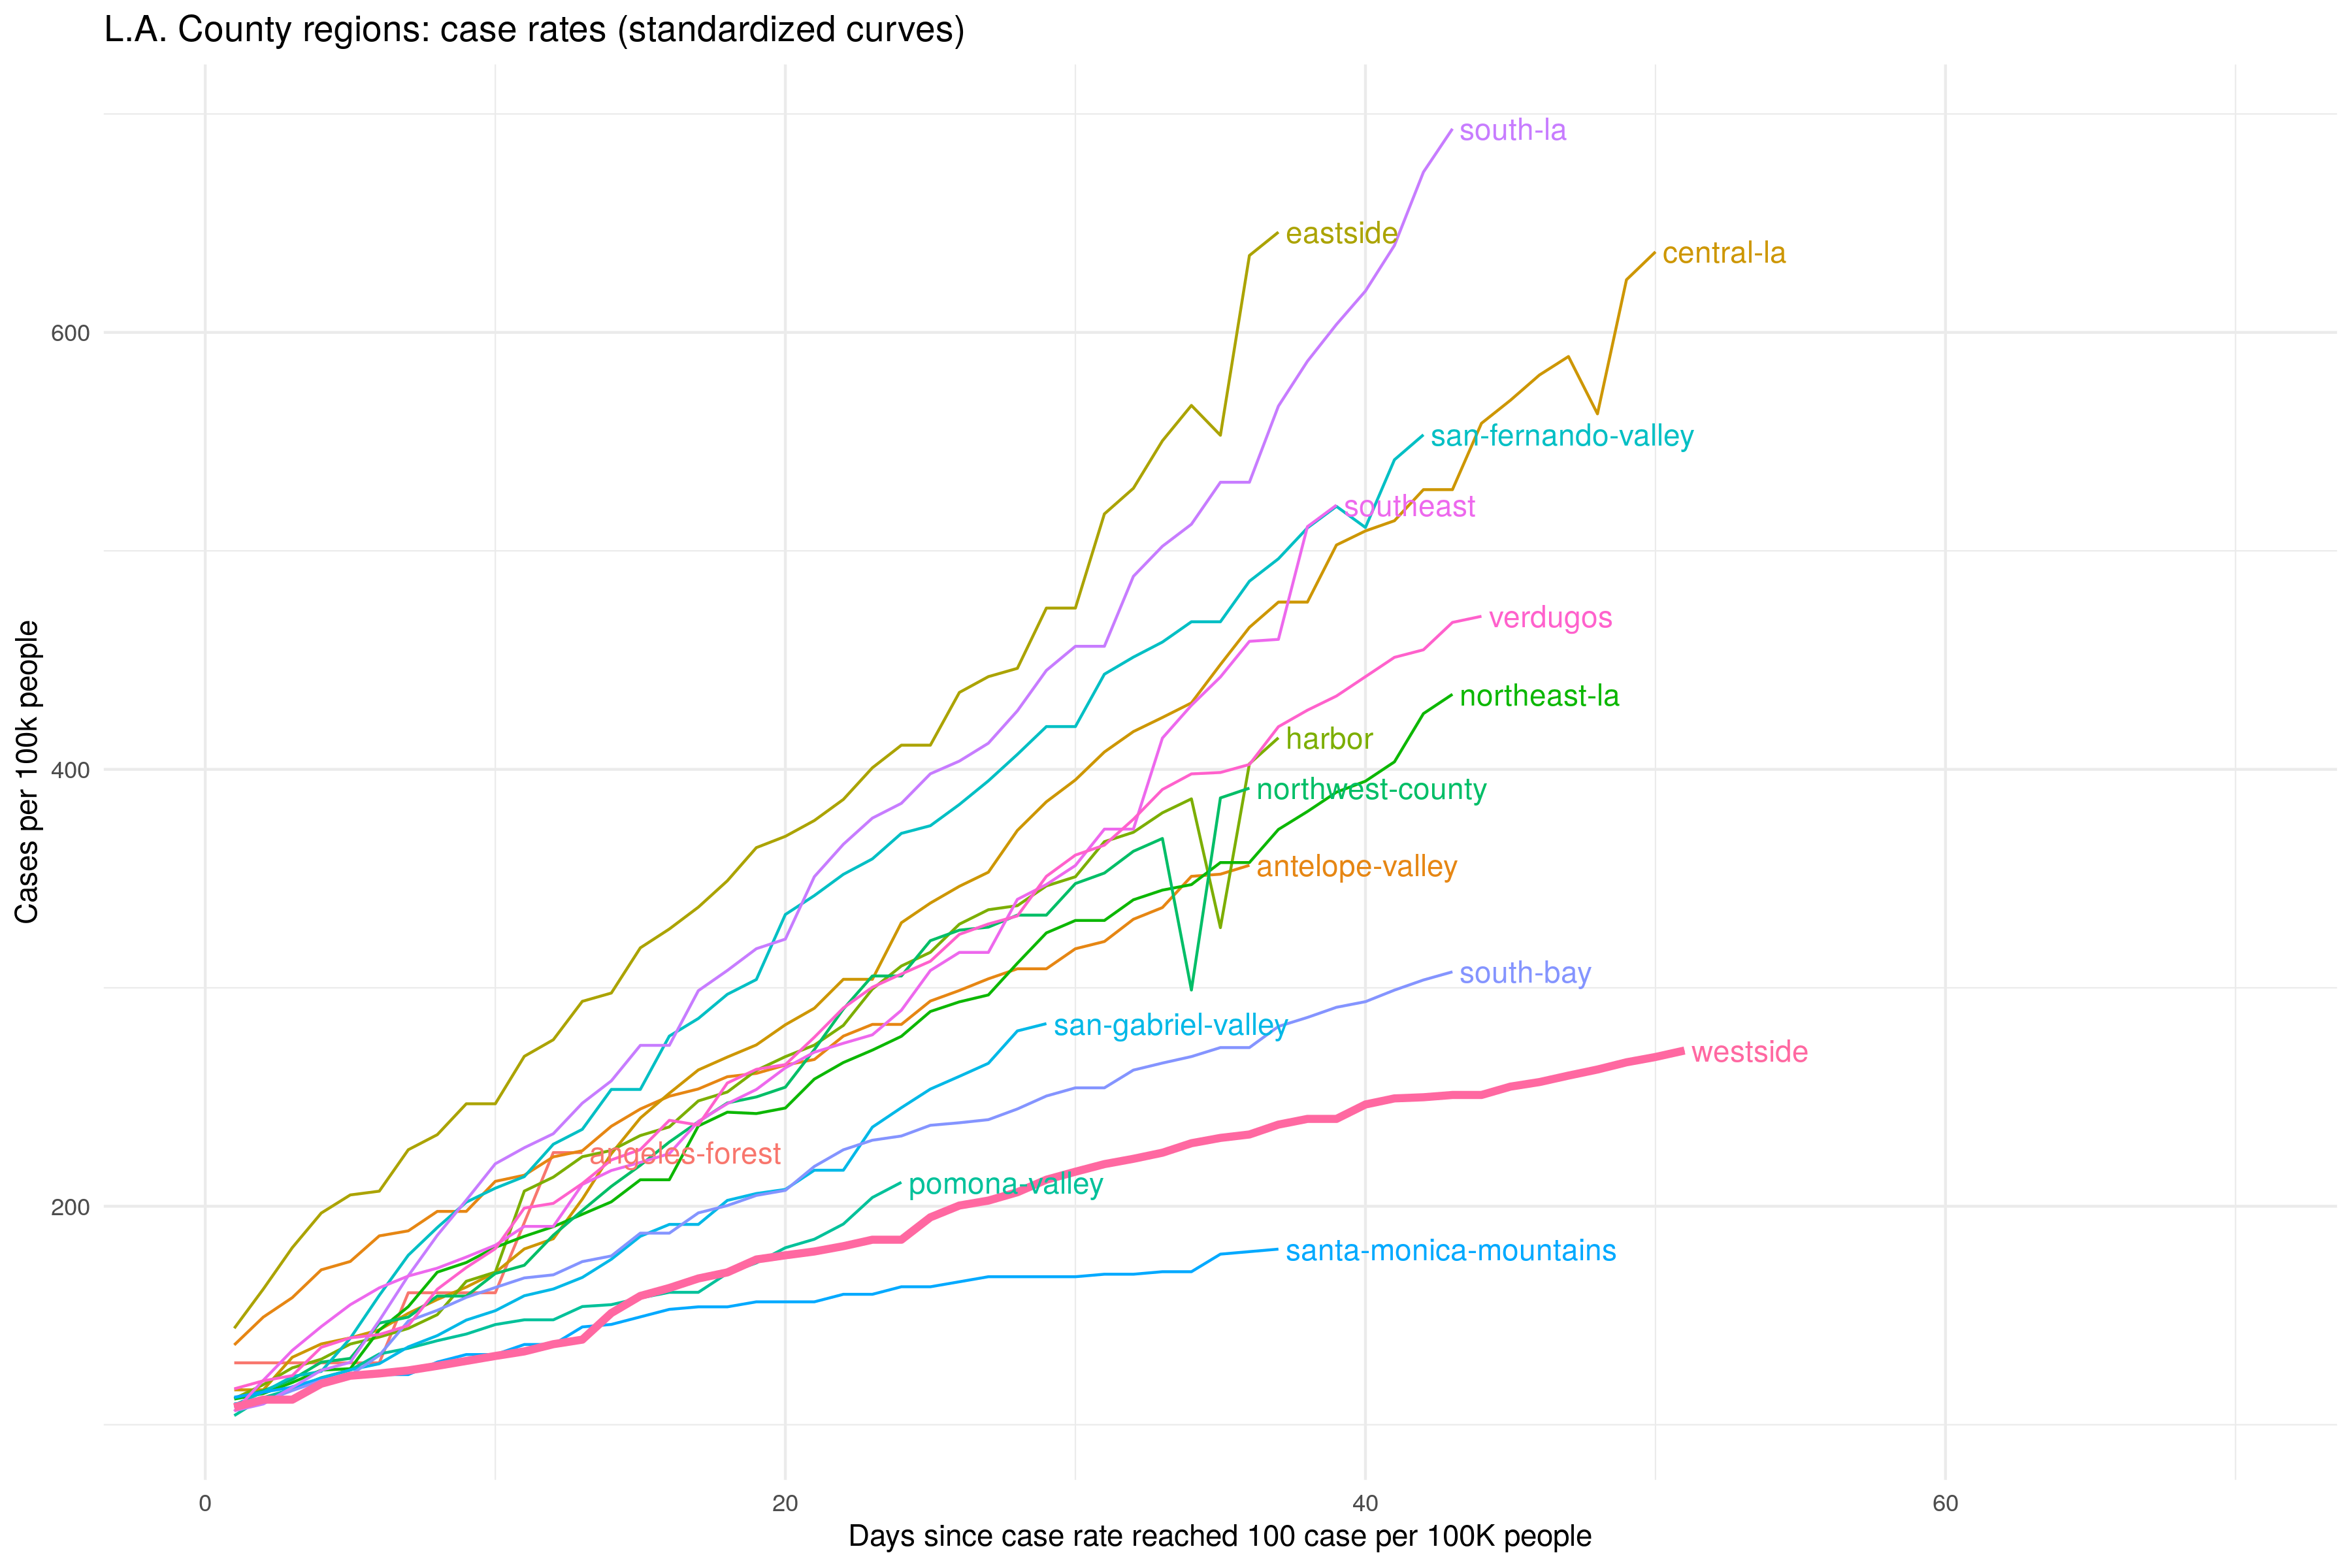 L.A. County regions: case rates (standardized curves)
south-la
eastside
central-la
600
san-fernando-valley
southeast
verdugos
northeast-la
harbor
400
northwest-county
antelope-valley
south-bay
san-gabriel-valley
westside
angeles-forest
pomona-valley
200
santa-monica-mountains
Cases per 100k people
0
20
40
60
Days since case rate reached 100 case per 100K people